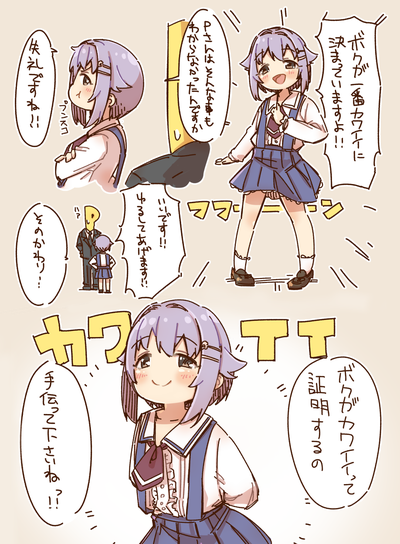 ボクが一番カワイイに
決まっていますよ!!
フフーーーン
Pさんはそんな事も
わからなかったんですか
失礼ですね!!
プンスコ
いいです!!
ゆるしてあげます!!
そのかわり…
カワイイ
ボクがカワイイって
証明するの
手伝って下さいねっ!!